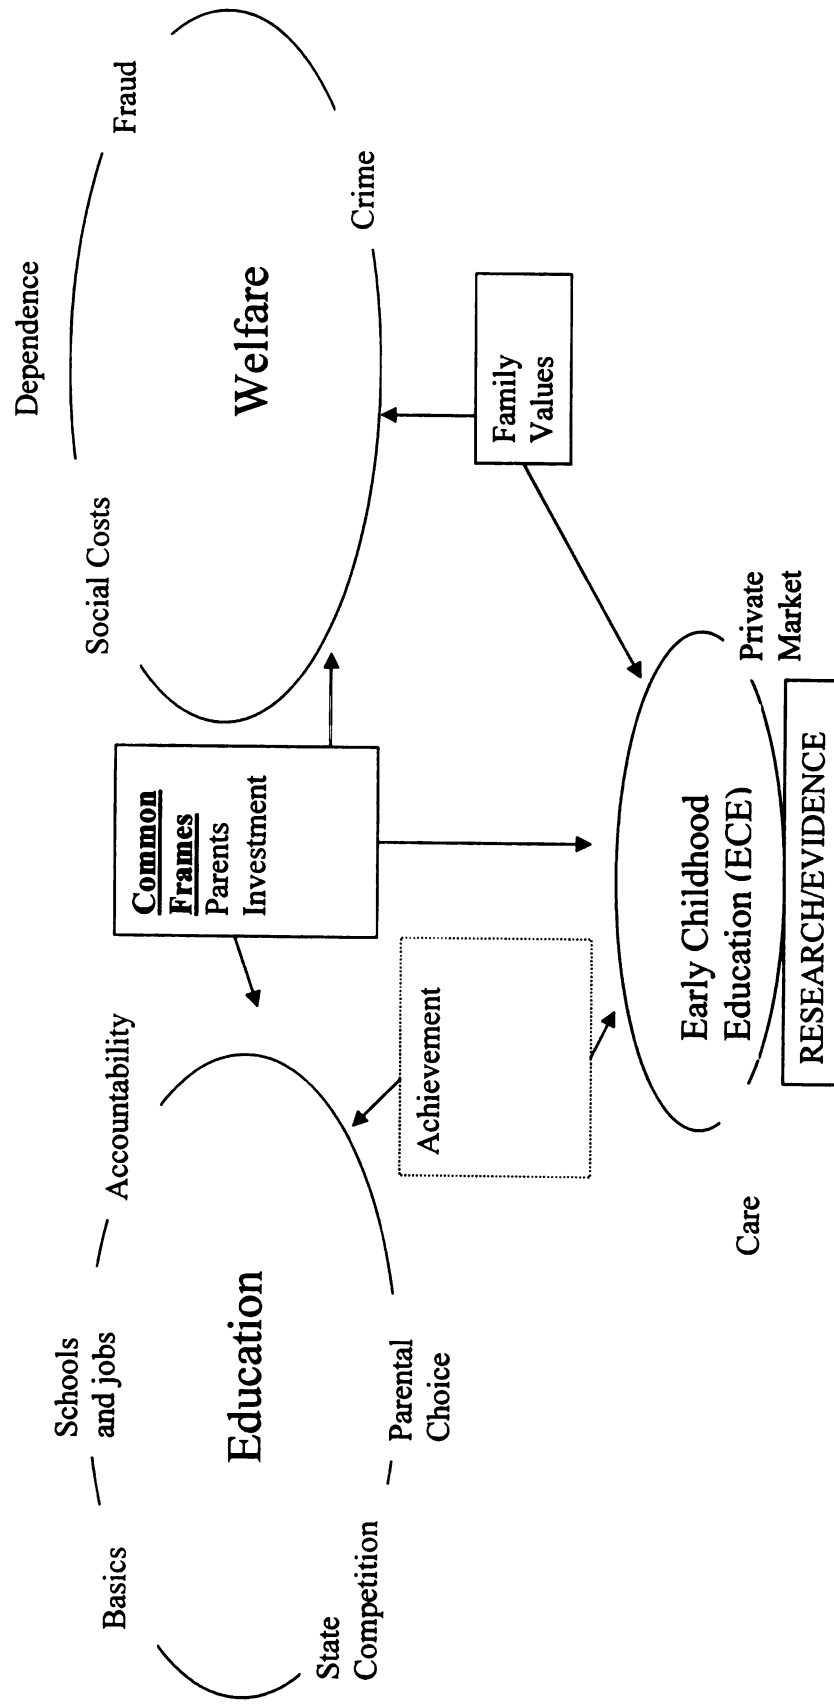 Schools
and jobs
Basics
Accountability
Education
State
Competition
Parental
Choice
Common
Frames
Parents
Investment
Achievement
Dependence
Social Costs
Fraud
Welfare
Crime
Family
Values
Early Childhood
Education (ECE)
Care
Private
Market
RESEARCH/EVIDENCE